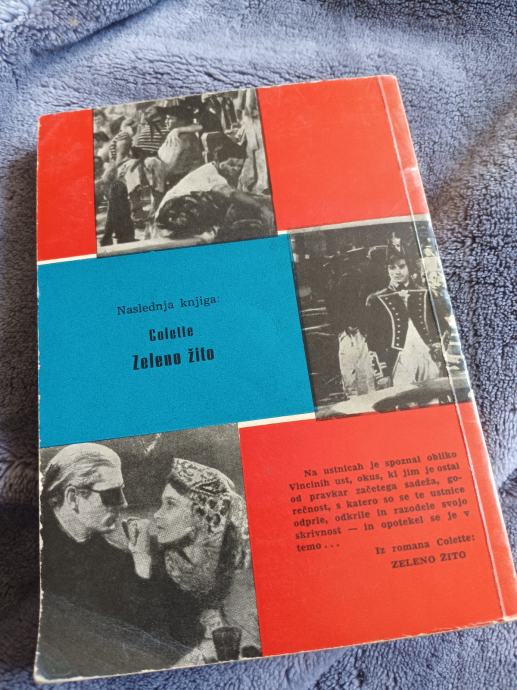 Naslednja knjiga:
Colette
Zeleno žito
Na ustnicah je spoznal obliko
Vincinih ust, okus, ki jim je ostal
od pravkar začetega sadeža, go-
rečnost, s katero so se te ustnice
odprle, odkrile in razodele svojo
skrivnost — in opotekel se je v
temo...
Iz romana Colette:
ZELENO ŽITO